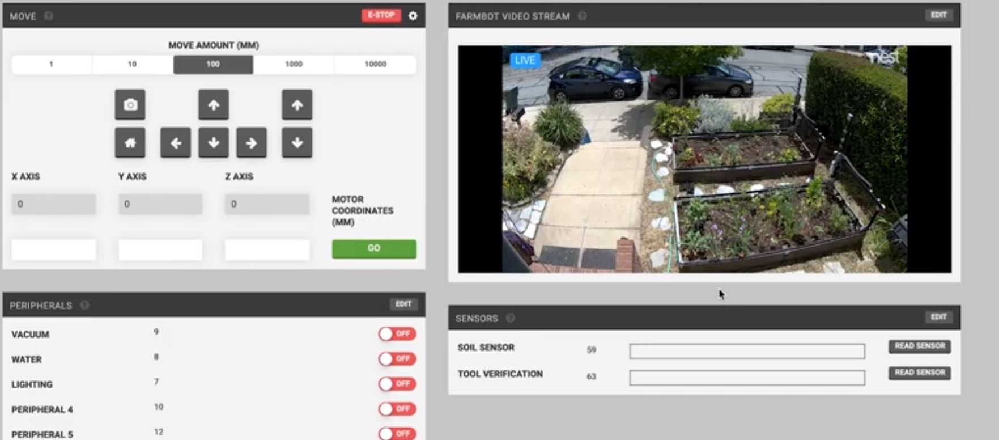 MOVE
E-STOP
MOVE AMOUNT (MM)
1 10 100 1000 10000
X AXIS Y AXIS Z AXIS
0 0 0
MOTOR
COORDINATES
(MM)
GO
PERIPHERALS
EDIT
VACUUM 9 OFF
WATER 8 OFF
LIGHTING 7 OFF
PERIPHERAL 4 10 OFF
PERIPHERAL 5 12 OFF
FARMBOT VIDEO STREAM
EDIT
LIVE
nest
SENSORS
EDIT
SOIL SENSOR 59 READ SENSOR
TOOL VERIFICATION 63 READ SENSOR